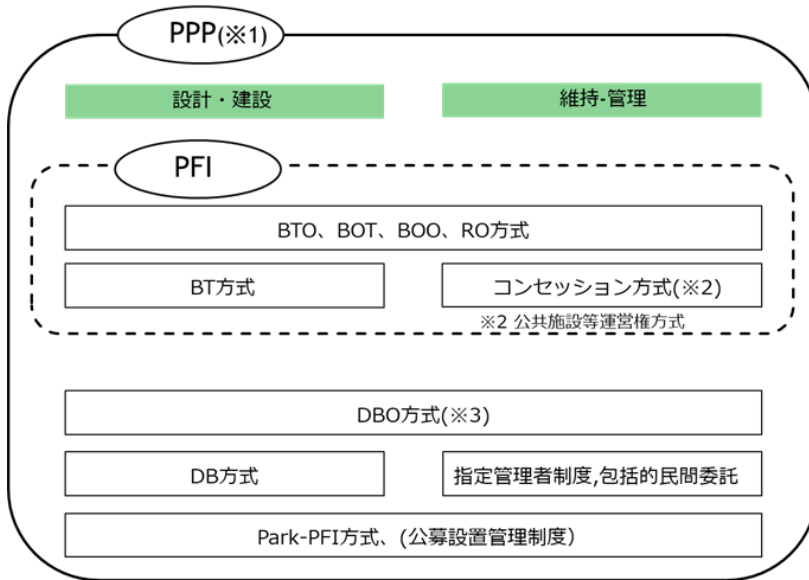 PPP(※1)
設計・建設
維持-管理
PFI
BTO、BOT、BOO、RO方式
BT方式
コンセッション方式(※2)
※2 公共施設等運営権方式
DBO方式(※3)
DB方式
指定管理者制度,包括的民間委託
Park-PFI方式、(公募設置管理制度）